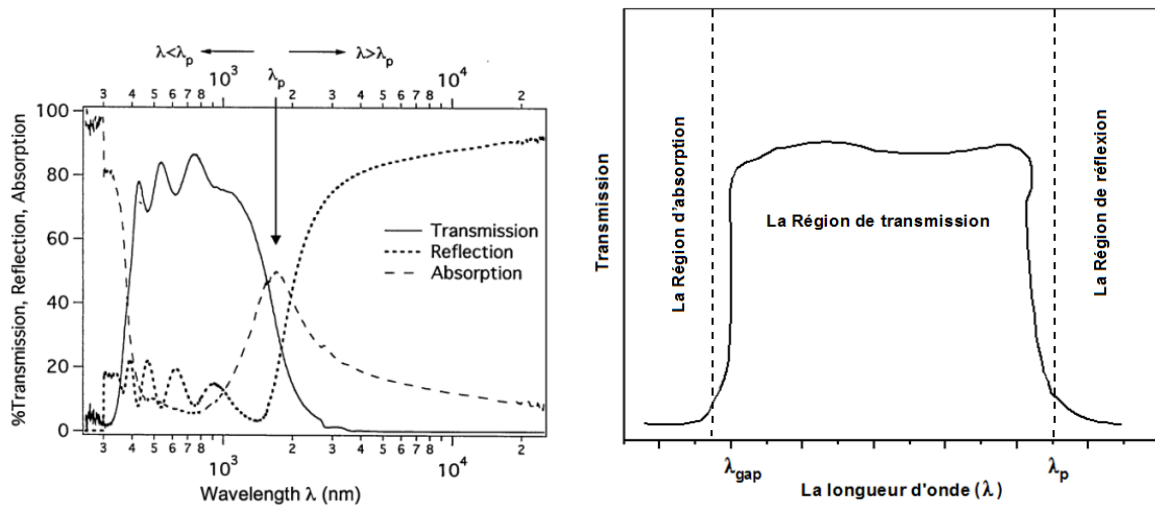 λ<λp λp λ>λp
10³ 10⁴
3 4 5 6 7 8 2 3 4 5 6 7 8 2
100
80
60
40
20
0
%Transmission, Reflection, Absorption
Transmission
Reflection
Absorption
3 4 5 6 7 8 2 3 4 5 6 7 8 2
10³ 10⁴
Wavelength λ (nm)
Transmission
La Région d'absorption
La Région de transmission
La Région de réflexion
λgap λp
La longueur d'onde (λ)